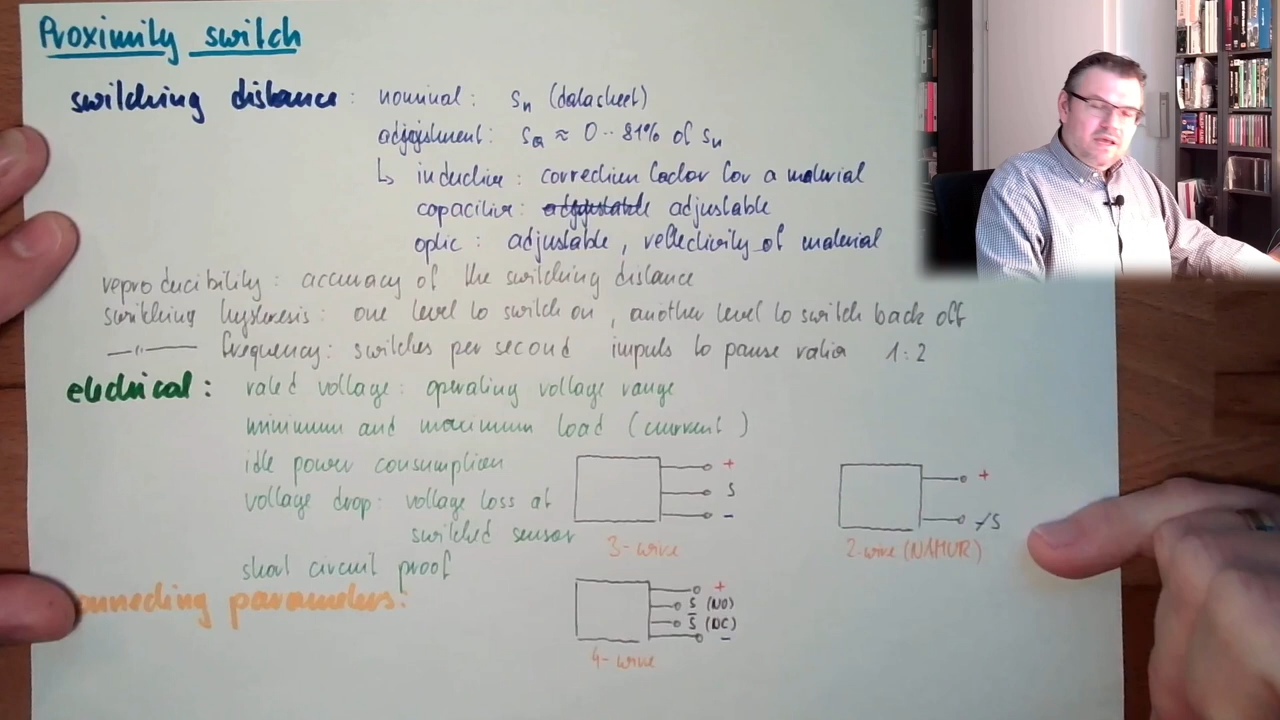 Proximity switch
switching distance: nominal: sn (datasheet)
adjustment: sa ≈ 0..81% of sn
↳ inductive: correction factor for a material
capacitive: adjustable adjustable
optic: adjustable, reflectivity of material
reproducibility: accuracy of the switching distance
switching hysteresis: one level to switch on, another level to switch back off
—"— frequency: switches per second impuls to pause ratio 1:2
electrical: rated voltage: operating voltage range
minimum and maximum load (current)
idle power consumption
voltage drop: voltage loss at
switched sensor
short circuit proof
+
S
-
3-wire
+
-/S
2-wire (NAMUR)
connecting parameters:
+
S (NO)
S̄ (DC)
-
4-wire